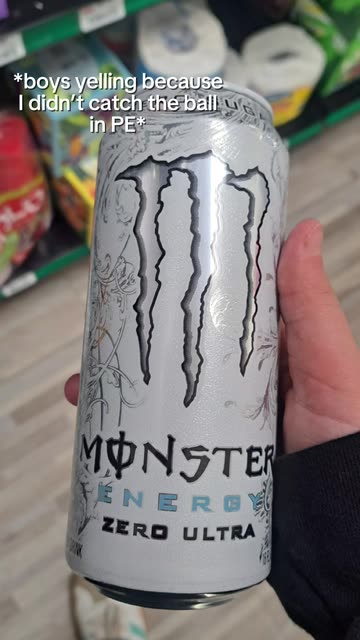 *boys yelling because
I didn't catch the ball
in PE*
MONSTER
ENERGY
ZERO ULTRA